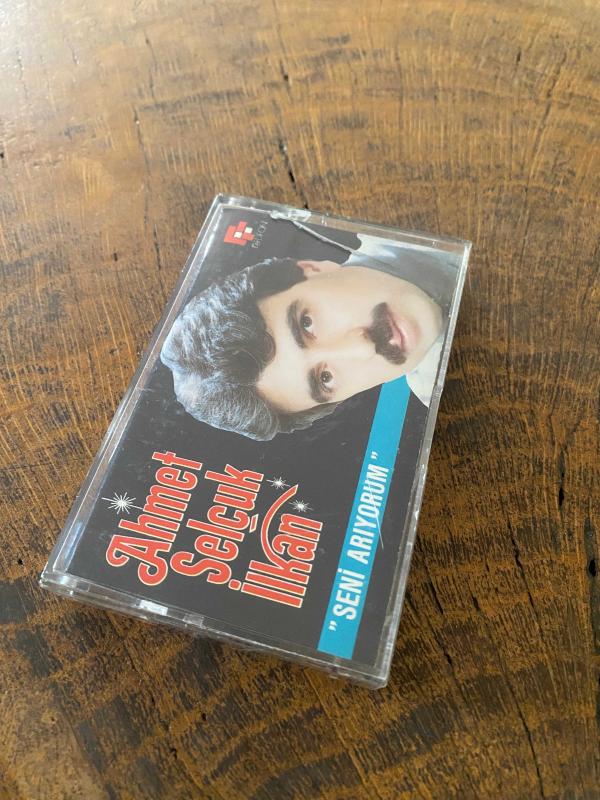 Ahmet
Selçuk
İlkan
"SENİ ARIYORUM"